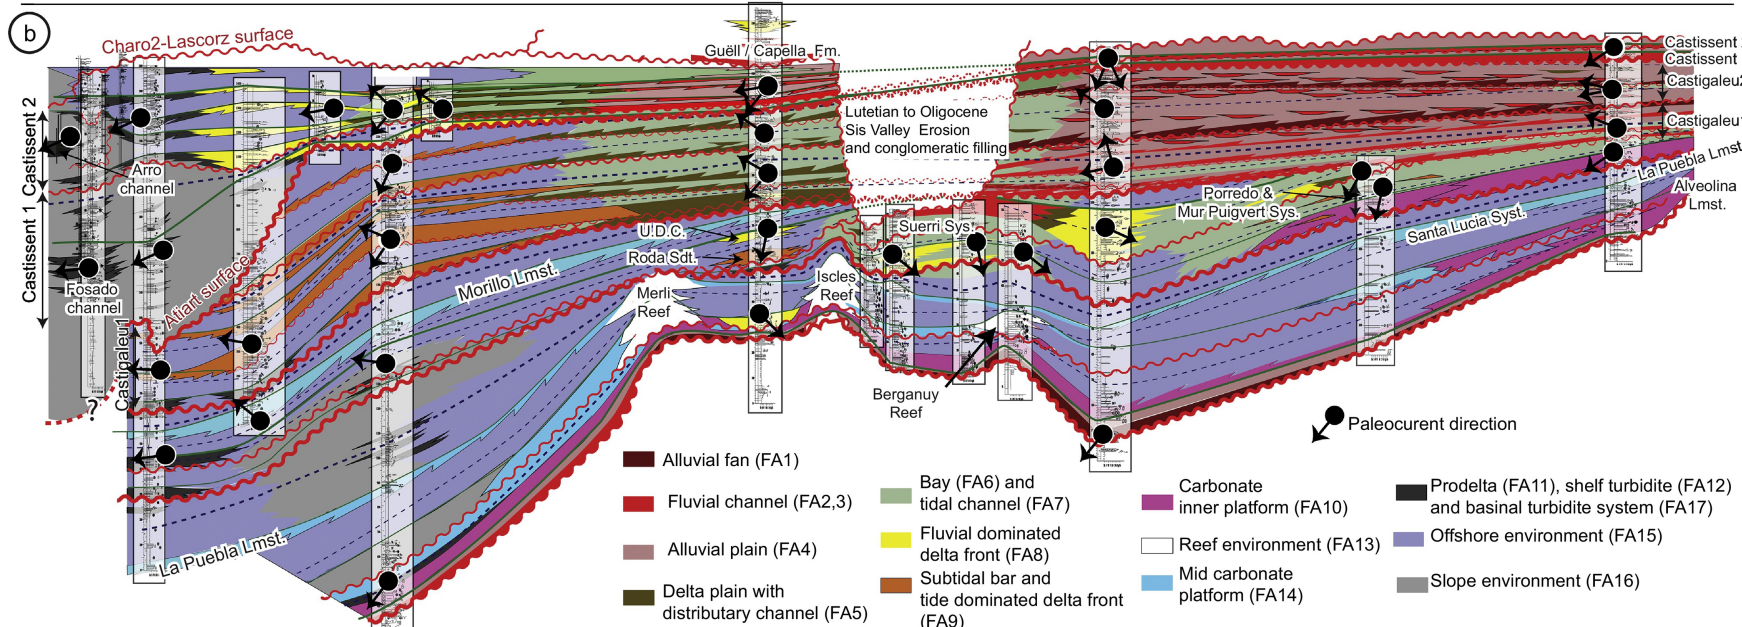 b
Charo2-Lascorz surface
Güëll / Capella Fm.
Castissent
Castissent
Castigaleu2
Castigaleu1
La Puebla Lmst.
Alveolina
Lmst.
Castissent 2
Castissent 1
Castigaleu1
Arro
channel
Fosado
channel
?
Atiart surface
Morillo Lmst.
La Puebla Lmst.
Lutetian to Oligocene
Sis Valley Erosion
and conglomeratic filling
U.D.C.
Roda Sdt.
Merli
Reef
Iscles
Reef
Suerri Sys.
Berganuy
Reef
Porredo &
Mur Puigvert Sys.
Santa Lucia Syst.
Paleocurent direction
Alluvial fan (FA1)
Fluvial channel (FA2,3)
Alluvial plain (FA4)
Delta plain with
distributary channel (FA5)
Bay (FA6) and
tidal channel (FA7)
Fluvial dominated
delta front (FA8)
Subtidal bar and
tide dominated delta front
(FA9)
Carbonate
inner platform (FA10)
Reef environment (FA13)
Mid carbonate
platform (FA14)
Prodelta (FA11), shelf turbidite (FA12)
and basinal turbidite system (FA17)
Offshore environment (FA15)
Slope environment (FA16)